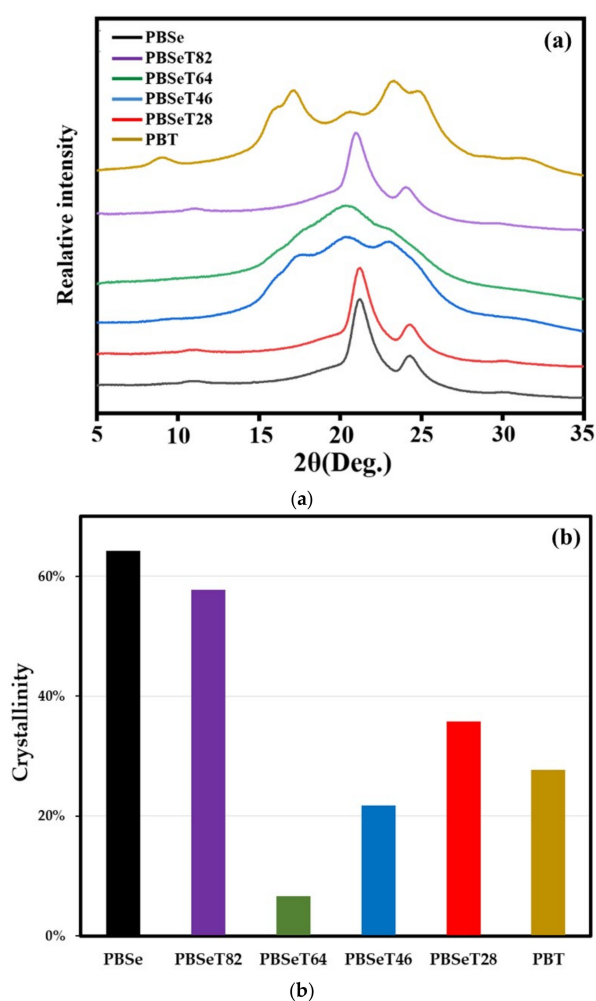 (a)
PBSe
PBSeT82
PBSeT64
PBSeT46
PBSeT28
PBT
Realative intensity
5 10 15 20 25 30 35
2θ(Deg.)
(a)
(b)
60%
40%
20%
0%
Crystallinity
PBSe PBSeT82 PBSeT64 PBSeT46 PBSeT28 PBT
(b)